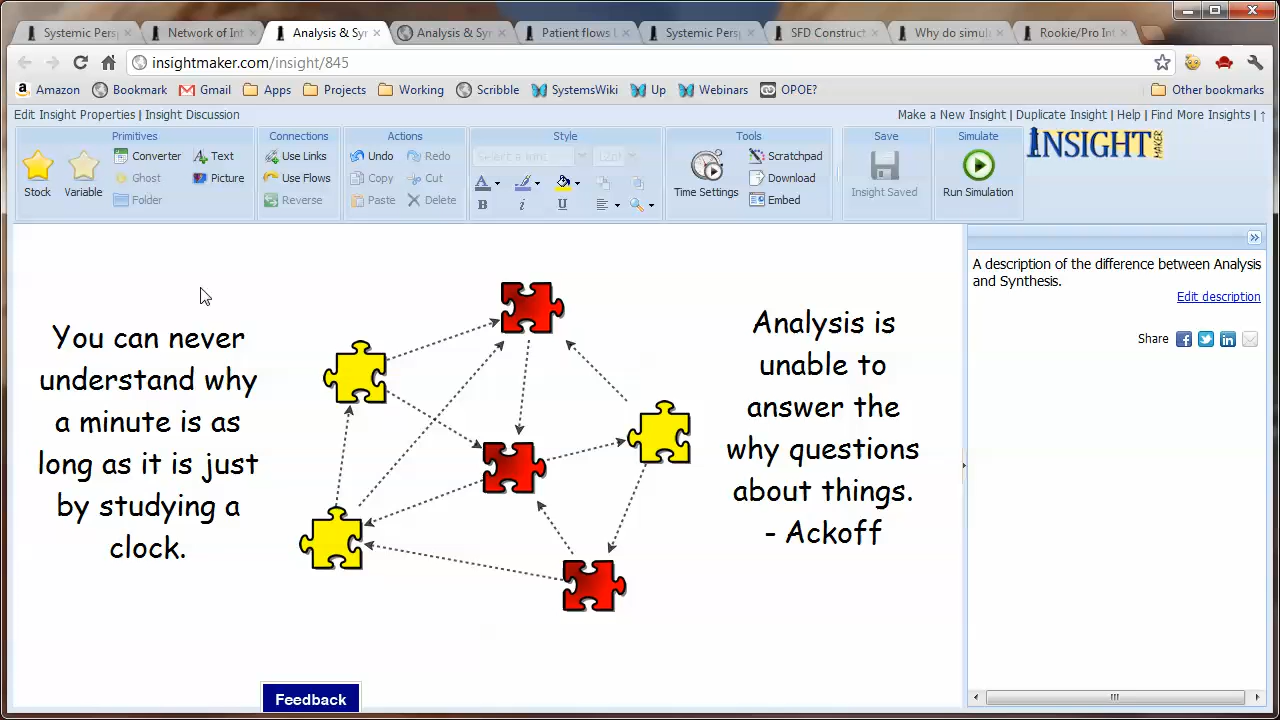 Systemic Persp
Network of Int
Analysis & Sy
Analysis & Syn
Patient flows
Systemic Persp
SFD Construct
Why do simul
Rookie/Pro Int
insightmaker.com/insight/845
Amazon
Bookmark
Gmail
Apps
Projects
Working
Scribble
SystemsWiki
Up
Webinars
OPOE?
Other bookmarks
Edit Insight Properties | Insight Discussion
Make a New Insight | Duplicate Insight | Help | Find More Insights | ↑
Primitives
Stock
Variable
Converter
Ghost
Folder
Text
Picture
Connections
Use Links
Use Flows
Reverse
Actions
Undo
Redo
Copy
Cut
Paste
Delete
Style
Select a font
A
B
i
U
Tools
Time Settings
Scratchpad
Download
Embed
Save
Insight Saved
Simulate
Run Simulation
INSIGHT
MAKER
You can never
understand why
a minute is as
long as it is just
by studying a
clock.
Analysis is
unable to
answer the
why questions
about things.
- Ackoff
A description of the difference between Analysis
and Synthesis.
Edit description
Share
Feedback